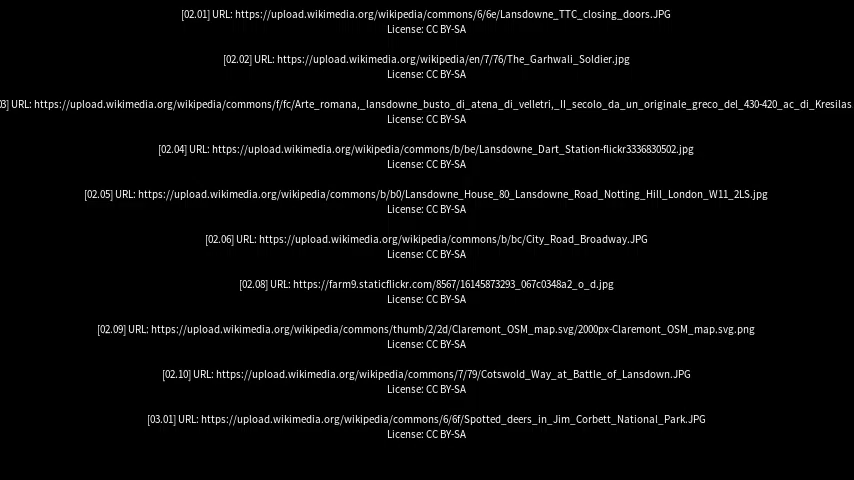 [02.01] URL: https://upload.wikimedia.org/wikipedia/commons/6/6e/Lansdowne_TTC_closing_doors.JPG
License: CC BY-SA
[02.02] URL: https://upload.wikimedia.org/wikipedia/en/7/76/The_Garhwali_Soldier.jpg
License: CC BY-SA
03] URL: https://upload.wikimedia.org/wikipedia/commons/f/fc/Arte_romana,_lansdowne_busto_di_atena_di_velletri,_II_secolo_da_un_originale_greco_del_430-420_ac_di_Kresilas
License: CC BY-SA
[02.04] URL: https://upload.wikimedia.org/wikipedia/commons/b/be/Lansdowne_Dart_Station-flickr3336830502.jpg
License: CC BY-SA
[02.05] URL: https://upload.wikimedia.org/wikipedia/commons/b/b0/Lansdowne_House_80_Lansdowne_Road_Notting_Hill_London_W11_2LS.jpg
License: CC BY-SA
[02.06] URL: https://upload.wikimedia.org/wikipedia/commons/b/bc/City_Road_Broadway.JPG
License: CC BY-SA
[02.08] URL: https://farm9.staticflickr.com/8567/16145873293_067c0348a2_o_d.jpg
License: CC BY-SA
[02.09] URL: https://upload.wikimedia.org/wikipedia/commons/thumb/2/2d/Claremont_OSM_map.svg/2000px-Claremont_OSM_map.svg.png
License: CC BY-SA
[02.10] URL: https://upload.wikimedia.org/wikipedia/commons/7/79/Cotswold_Way_at_Battle_of_Lansdown.JPG
License: CC BY-SA
[03.01] URL: https://upload.wikimedia.org/wikipedia/commons/6/6f/Spotted_deers_in_Jim_Corbett_National_Park.JPG
License: CC BY-SA